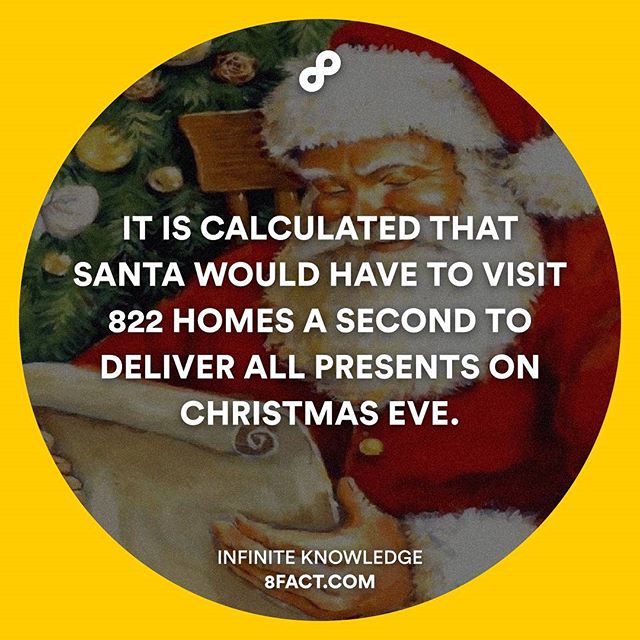 IT IS CALCULATED THAT
SANTA WOULD HAVE TO VISIT
822 HOMES A SECOND TO
DELIVER ALL PRESENTS ON
CHRISTMAS EVE.
INFINITE KNOWLEDGE
8FACT.COM